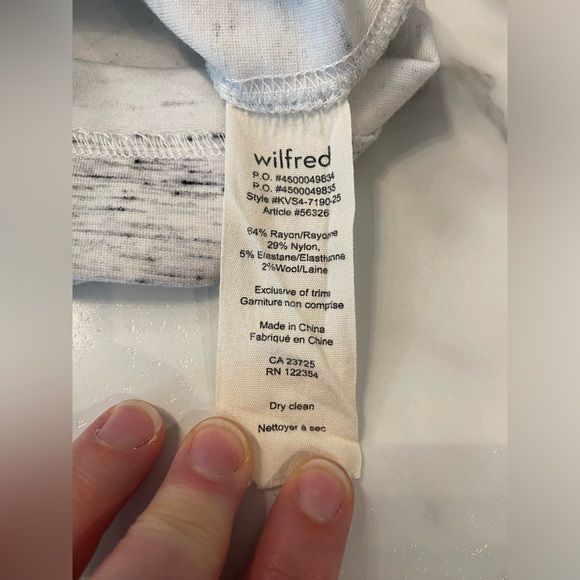 wilfred
P.O. #4500049834
P.O. #4500049835
Style #KVS4-7190-25
Article #56326
64% Rayon/Rayonne
29% Nylon,
5% Elastane/Elasthanne
2%Wool/Laine
Exclusive of trims
Garniture non comprise
Made in China
Fabriqué en Chine
CA 23725
RN 122354
Dry clean
Nettoyer à sec